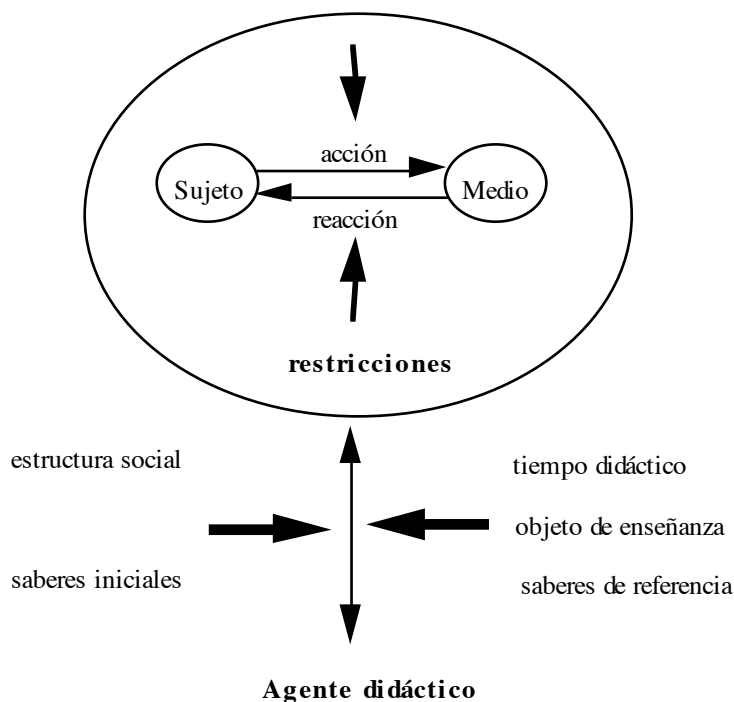 acción
Sujeto
Medio
reacción
restricciones
estructura social
tiempo didáctico
objeto de enseñanza
saberes iniciales
saberes de referencia
Agente didáctico